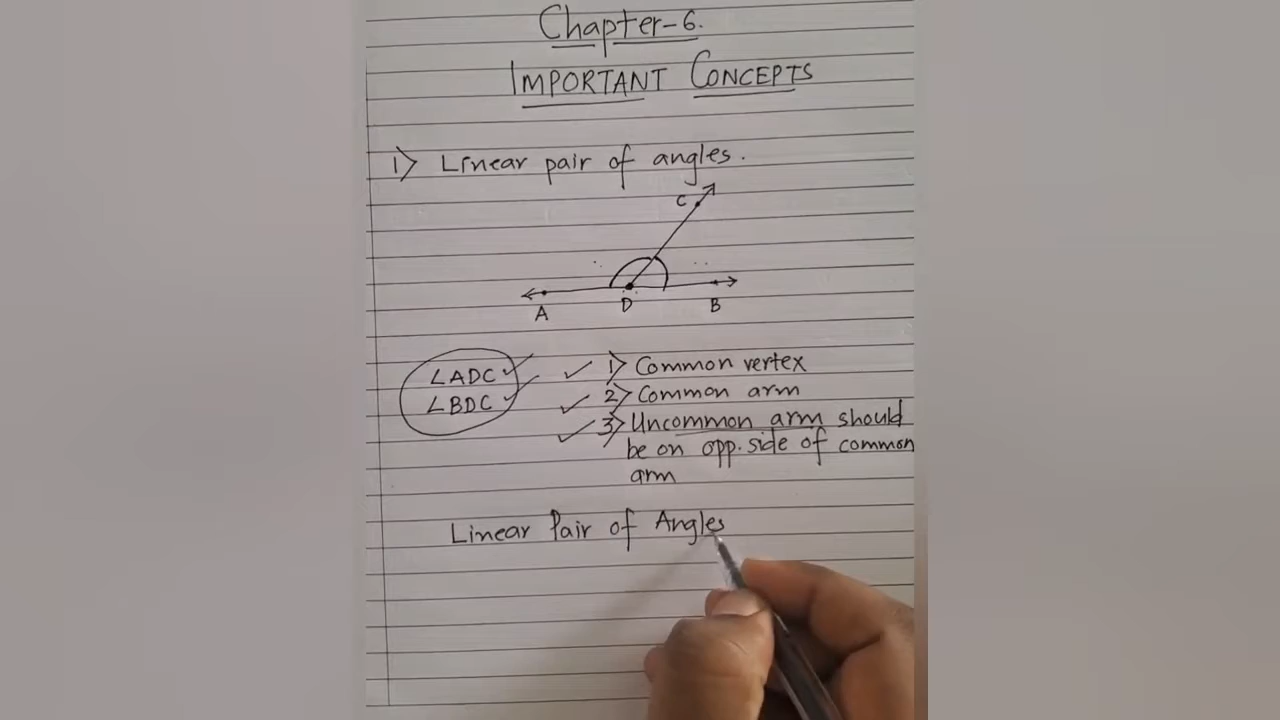 Chapter-6.
IMPORTANT CONCEPTS
1> Linear pair of angles.
C
A D B
∠ADC ✓ ✓ 1> Common vertex
∠BDC ✓ ✓ 2> Common arm
✓ 3> Uncommon arm should
be on opp. side of common
arm
Linear Pair of Angles